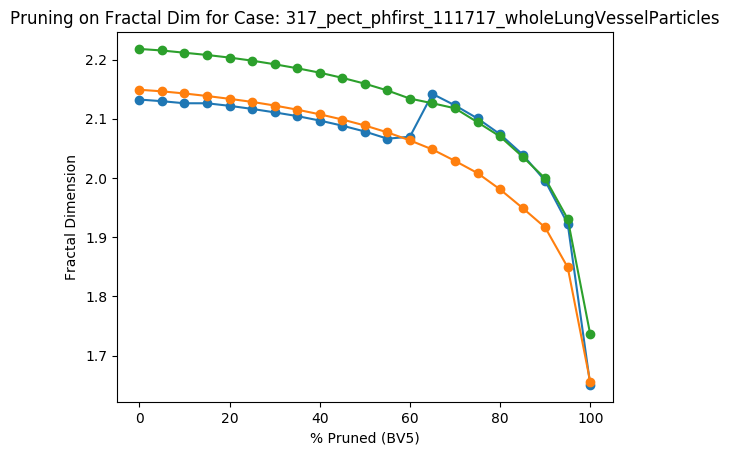 Pruning on Fractal Dim for Case: 317_pect_phfirst_111717_wholeLungVesselParticles
2.2
2.1
2.0
1.9
1.8
1.7
Fractal Dimension
0 20 40 60 80 100
% Pruned (BV5)